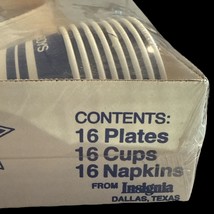 CONTENTS:
16 Plates
16 Cups
16 Napkins
FROM Insignia
DALLAS, TEXAS